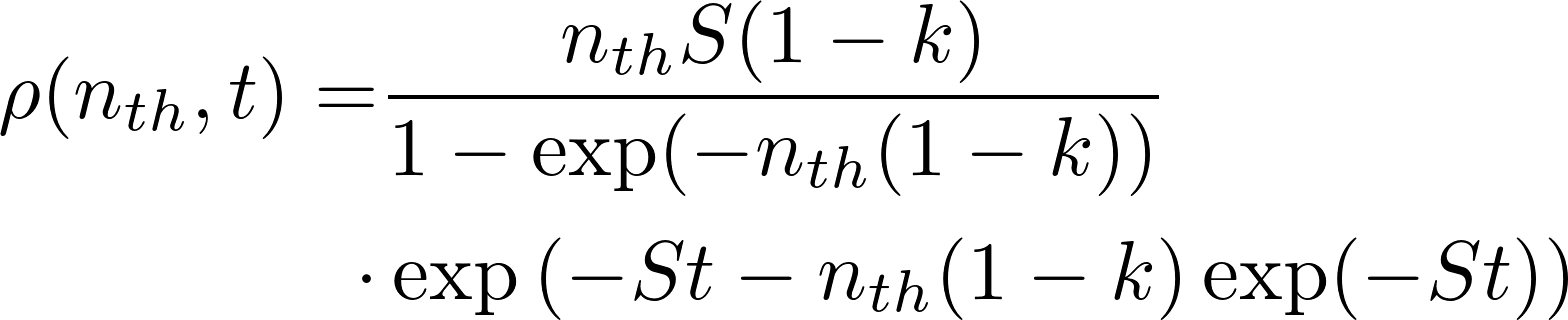 ρ(n_{th}, t) = \frac{n_{th}S(1 − k)}{1 − exp(−n_{th}(1 − k))}
· exp (−St − n_{th}(1 − k) exp(−St))